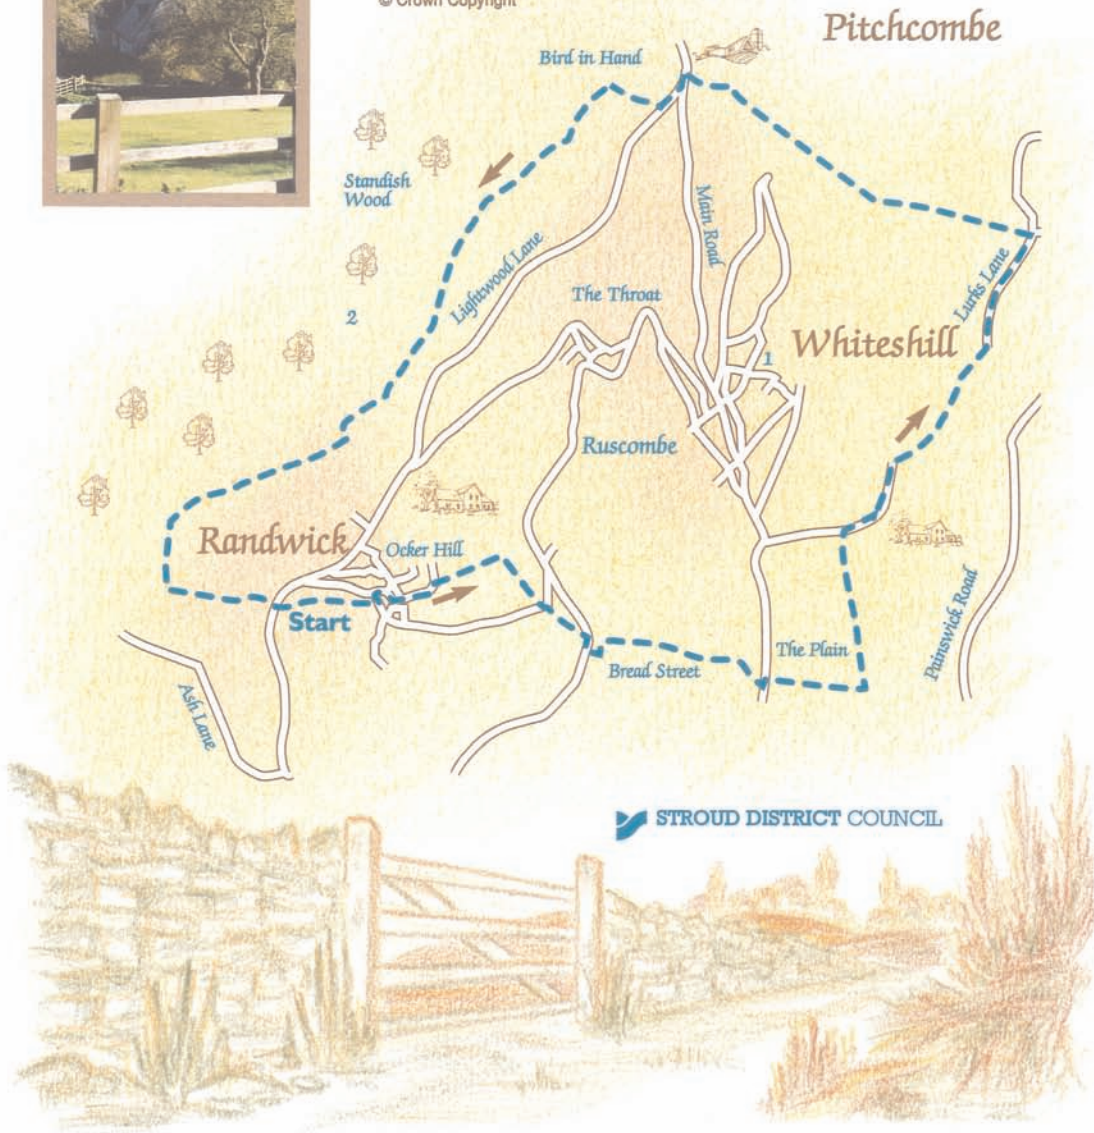 © Crown Copyright
Pitchcombe
Bird in Hand
Standish
Wood
Main Road
Lightwood Lane
Lurks Lane
The Throat
2
Whiteshill
1
Ruscombe
Randwick
Ocker Hill
Start
The Plain
Bread Street
Painswick Road
Ash Lane
STROUD DISTRICT COUNCIL